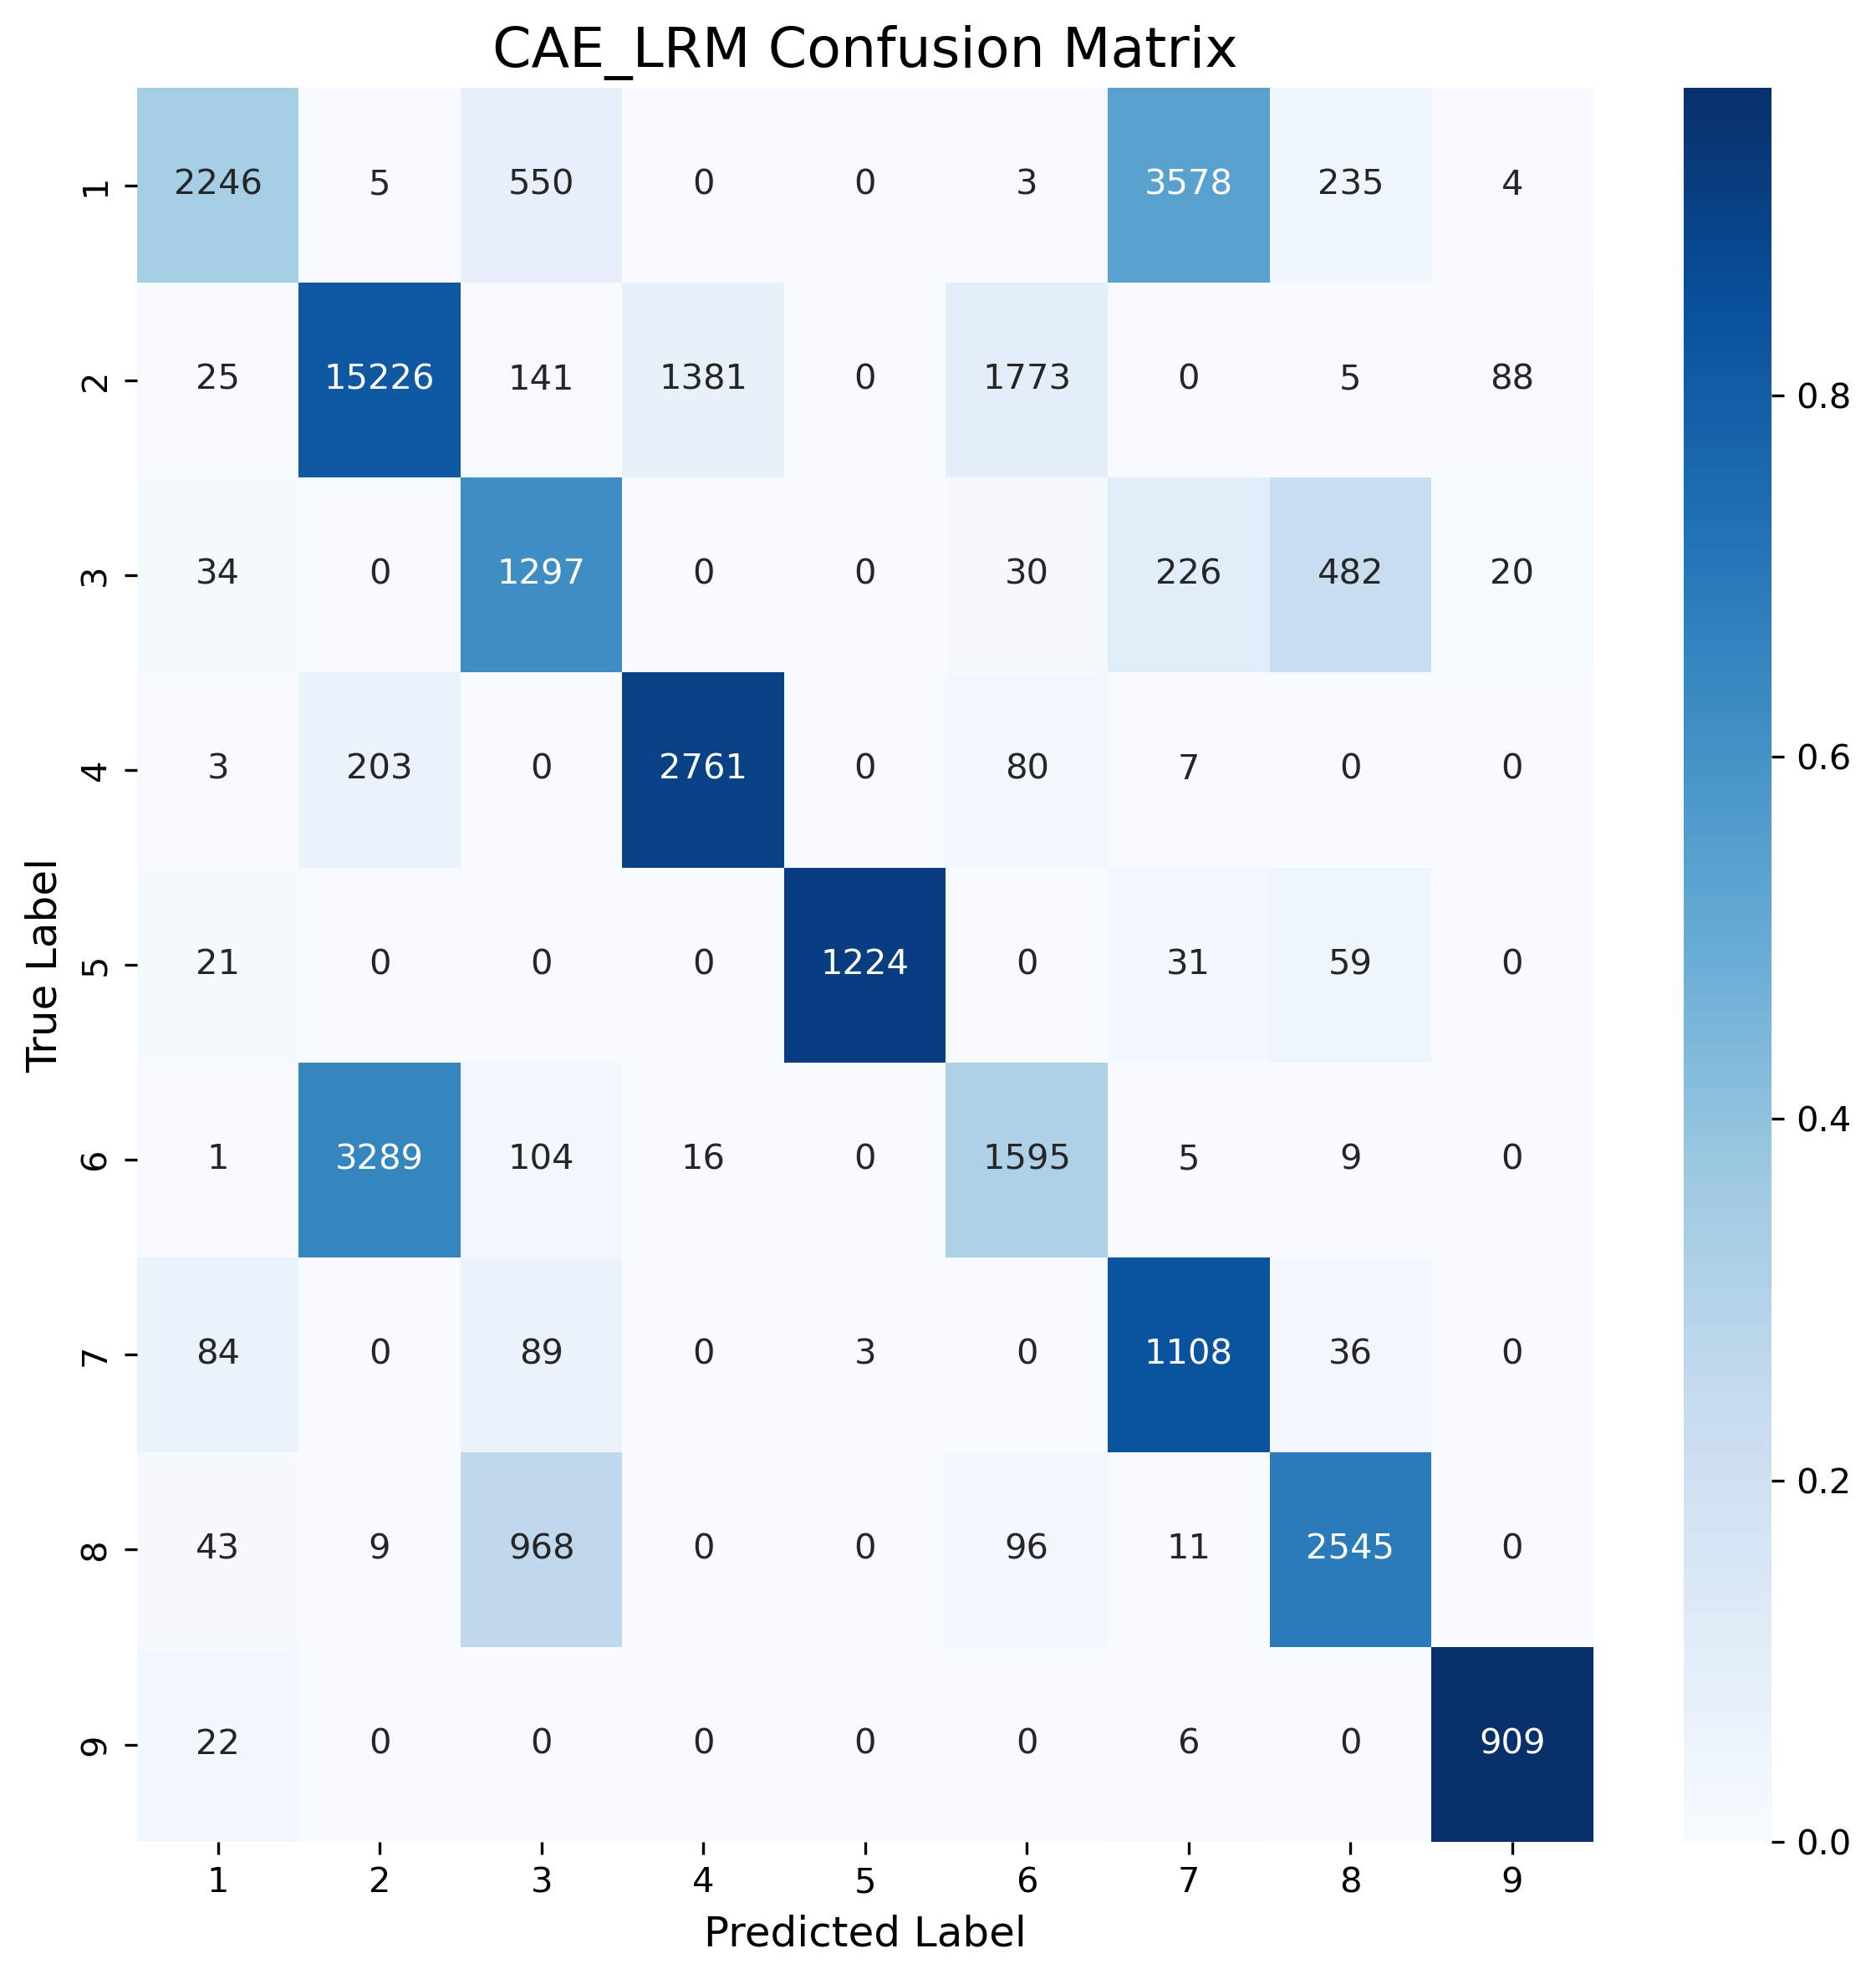 CAE_LRM Confusion Matrix
1 2246 5 550 0 0 3 3578 235 4
2 25 15226 141 1381 0 1773 0 5 88
3 34 0 1297 0 0 30 226 482 20
4 3 203 0 2761 0 80 7 0 0
5 21 0 0 0 1224 0 31 59 0
6 1 3289 104 16 0 1595 5 9 0
7 84 0 89 0 3 0 1108 36 0
8 43 9 968 0 0 96 11 2545 0
9 22 0 0 0 0 0 6 0 909
1 2 3 4 5 6 7 8 9
Predicted Label
True Label
0.8
0.6
0.4
0.2
0.0